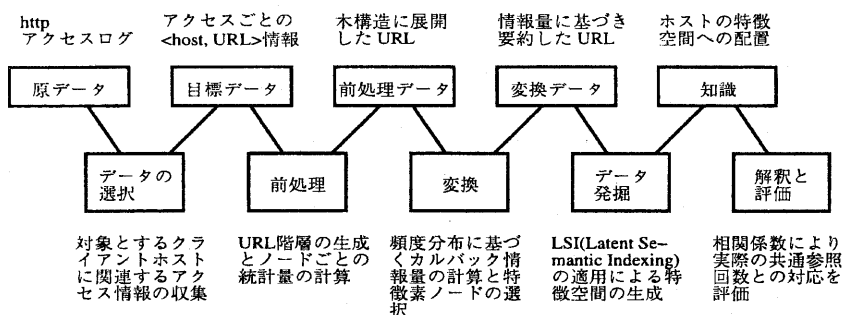 http
アクセスログ
アクセスごとの
<host, URL>情報
木構造に展開
した URL
情報量に基づき
要約した URL
ホストの特徴
空間への配置
原データ
目標データ
前処理データ
変換データ
知識
データの
選択
前処理
変換
データ
発掘
解釈と
評価
対象とするクラ
イアントホスト
に関連するアク
セス情報の収集
URL階層の生成
とノードごとの
統計量の計算
頻度分布に基づ
くカルバック情
報量の計算と特
徴素ノードの選
択
LSI(Latent Se-
mantic Indexing)
の適用による特
徴空間の生成
相関係数により
実際の共通参照
回数との対応を
評価